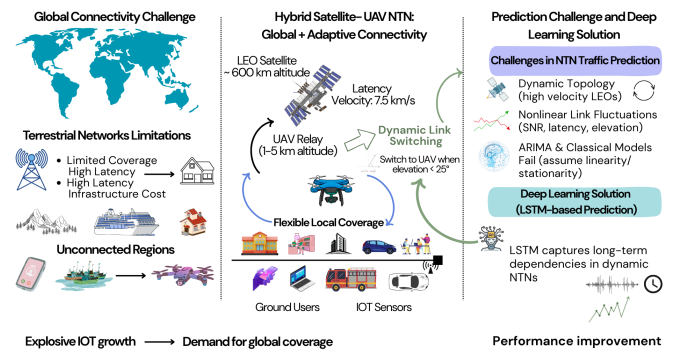 Global Connectivity Challenge
Terrestrial Networks Limitations
• Limited Coverage
High Latency
• High Latency
Infrastructure Cost
Unconnected Regions
Explosive IOT growth
Demand for global coverage
Hybrid Satellite- UAV NTN:
Global + Adaptive Connectivity
LEO Satellite
~ 600 km altitude
Latency
Velocity: 7.5 km/s
UAV Relay
(1-5 km altitude)
Dynamic Link
Switching
Switch to UAV when
elevation < 25°
Flexible Local Coverage
Ground Users
IOT Sensors
Prediction Challenge and Deep
Learning Solution
Challenges in NTN Traffic Prediction
Dynamic Topology
(high velocity LEOs)
Nonlinear Link Fluctuations
(SNR, latency, elevation)
ARIMA & Classical Models
Fail (assume linearity/
stationarity)
Deep Learning Solution
(LSTM-based Prediction)
LSTM captures long-term
dependencies in dynamic
NTNs
Performance improvement